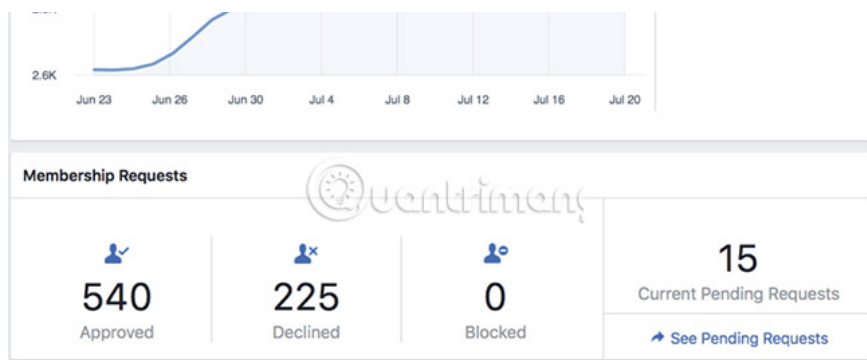 2.6K
Jun 23 Jun 26 Jun 30 Jul 4 Jul 8 Jul 12 Jul 16 Jul 20
Membership Requests
Quantrimang
540
Approved
225
Declined
0
Blocked
15
Current Pending Requests
See Pending Requests